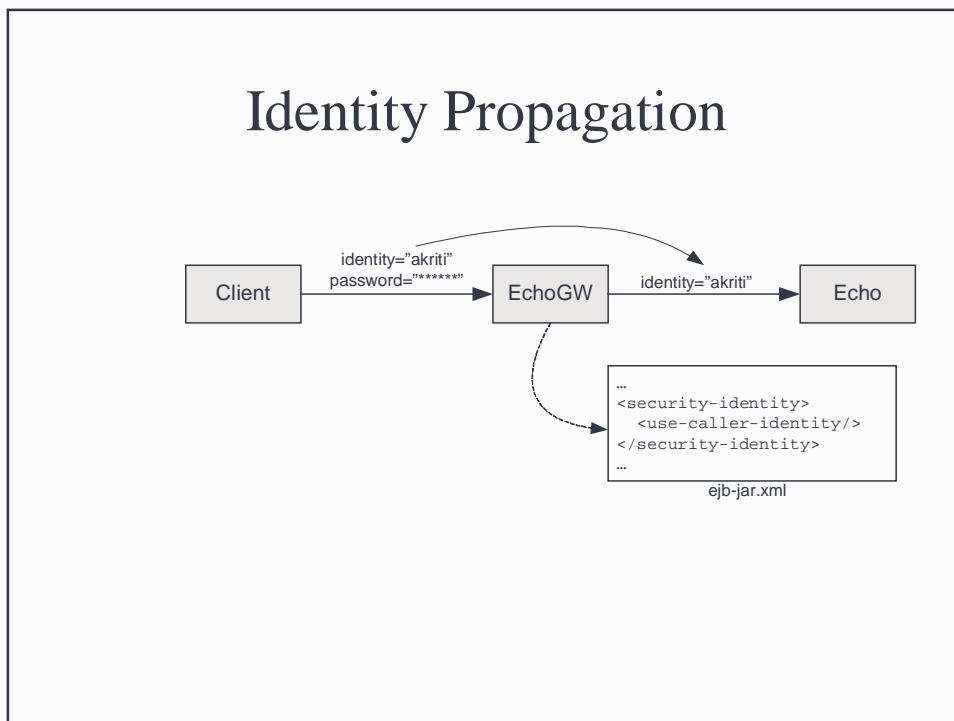 Identity Propagation
identity=”akriti”
password=”******”
Client
EchoGW
identity=”akriti”
Echo
…
<security-identity>
  <use-caller-identity/>
</security-identity>
…
ejb-jar.xml